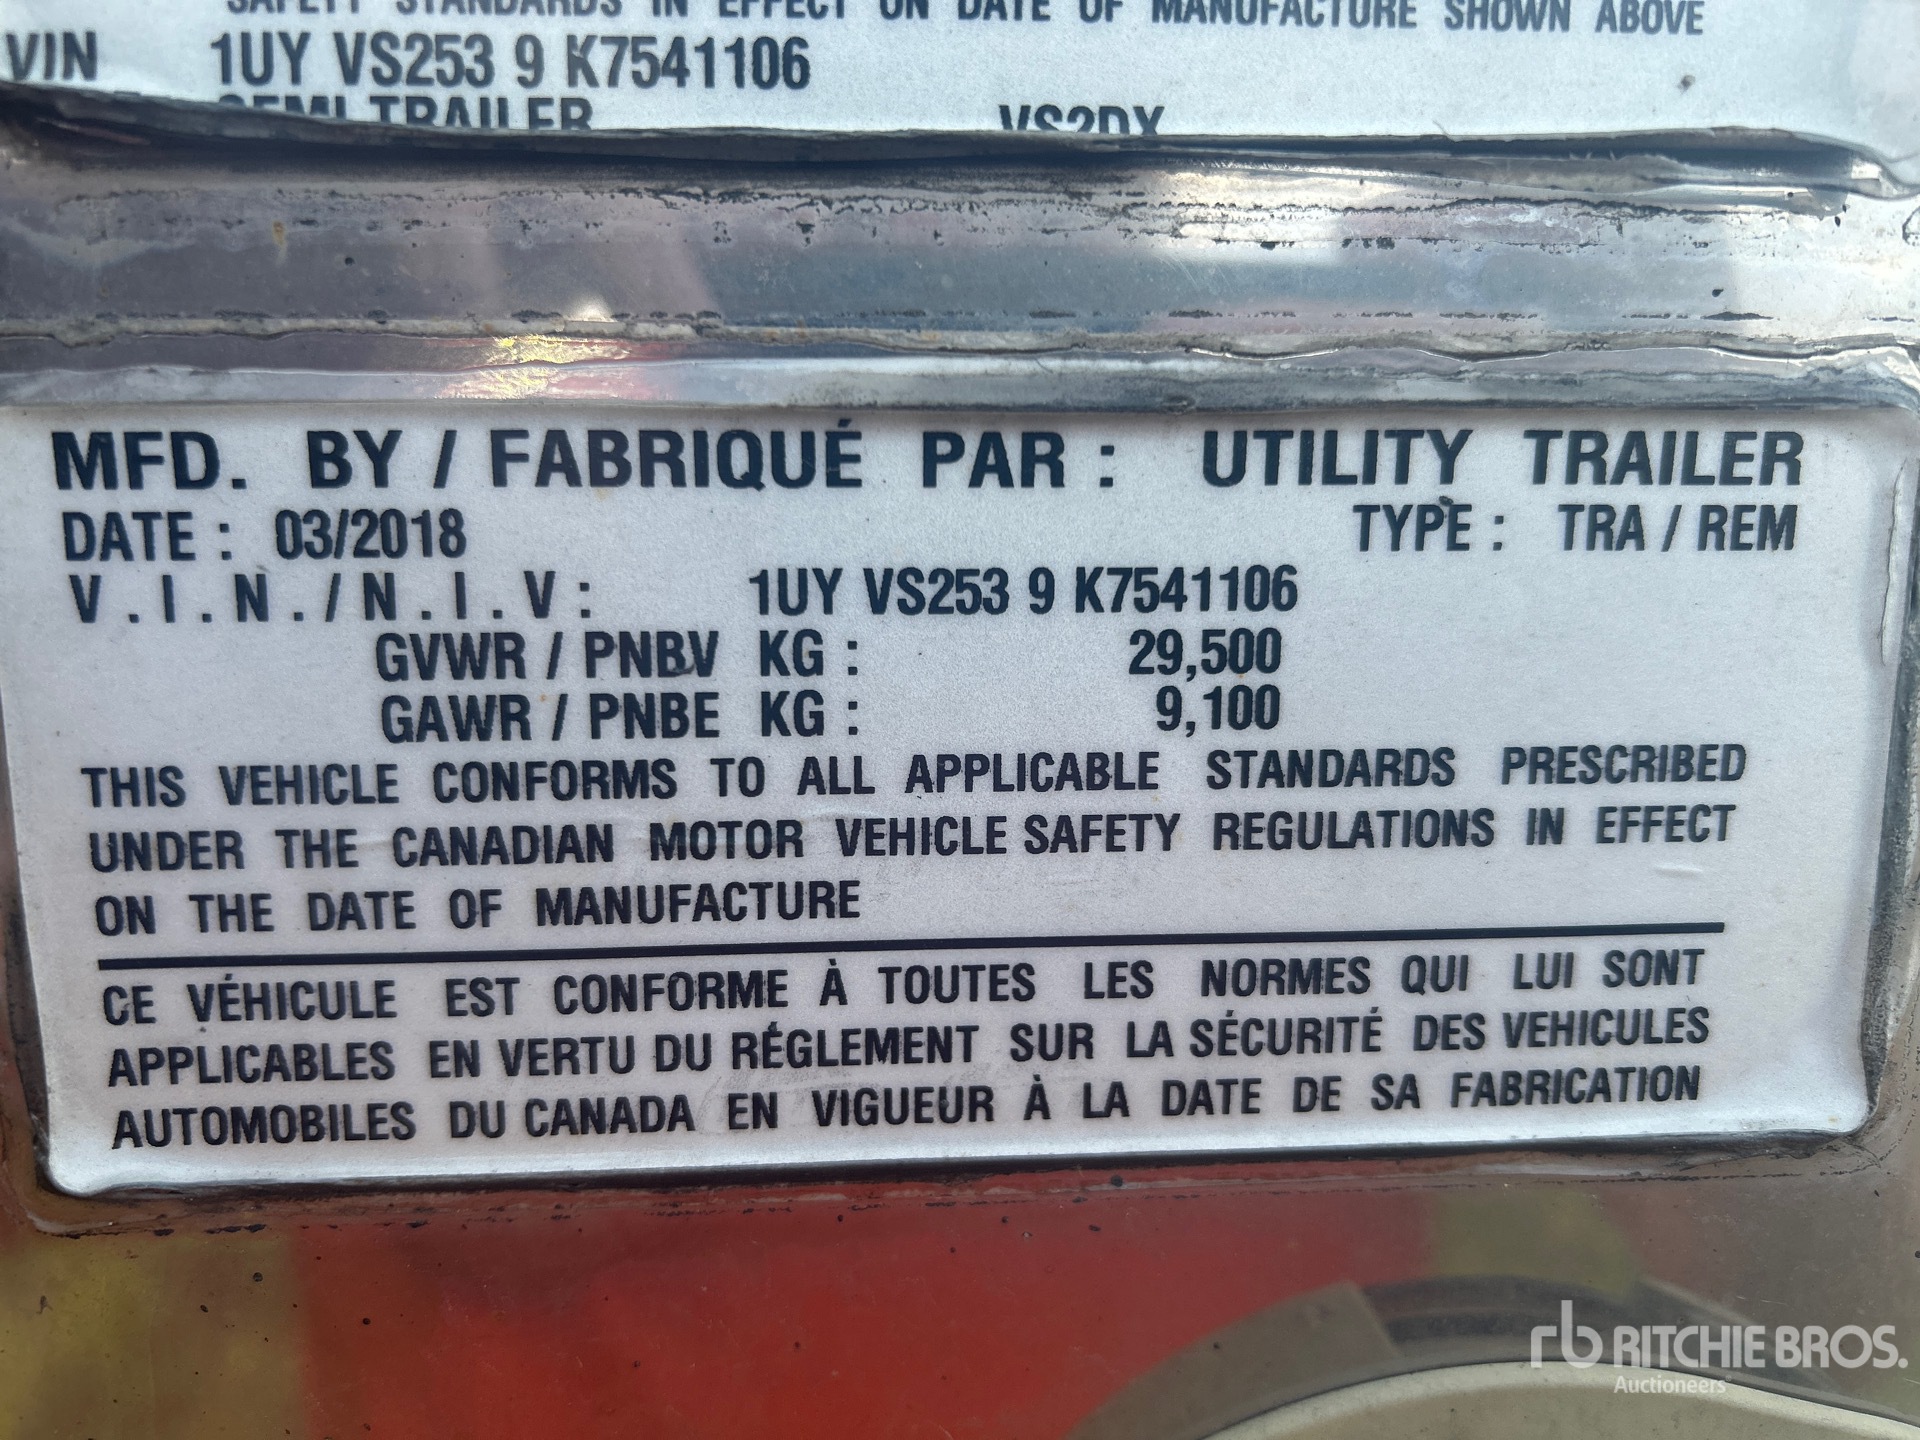 SAFETY STANDARDS IN EFFECT ON DATE OF MANUFACTURE SHOWN ABOVE
VIN 1UY VS253 9 K7541106
SEMI TRAILER VS2DX
MFD. BY / FABRIQUÉ PAR : UTILITY TRAILER
DATE : 03/2018 TYPE : TRA / REM
V.I.N./N.I.V: 1UY VS253 9 K7541106
GVWR / PNBV KG : 29,500
GAWR / PNBE KG : 9,100
THIS VEHICLE CONFORMS TO ALL APPLICABLE STANDARDS PRESCRIBED
UNDER THE CANADIAN MOTOR VEHICLE SAFETY REGULATIONS IN EFFECT
ON THE DATE OF MANUFACTURE
CE VÉHICULE EST CONFORME À TOUTES LES NORMES QUI LUI SONT
APPLICABLES EN VERTU DU RÉGLEMENT SUR LA SÉCURITÉ DES VEHICULES
AUTOMOBILES DU CANADA EN VIGUEUR À LA DATE DE SA FABRICATION
rb RITCHIE BROS.
Auctioneers